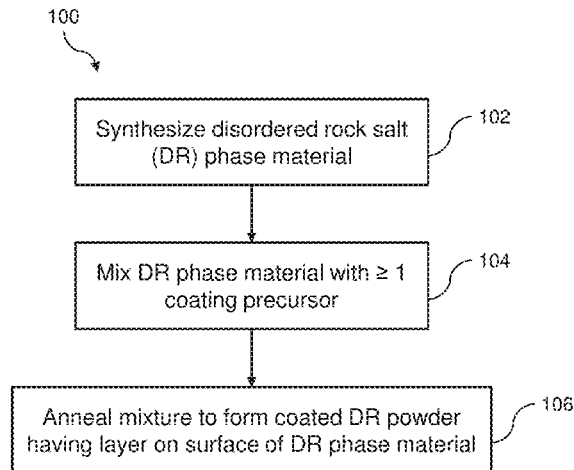 100
Synthesize disordered rock salt
(DR) phase material
102
Mix DR phase material with ≥ 1
coating precursor
104
Anneal mixture to form coated DR powder
having layer on surface of DR phase material
106